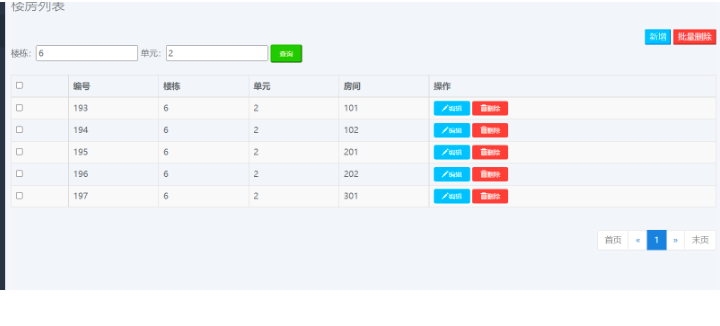 楼房列表
新增 批量删除
楼栋: 6 单元: 2 查询
编号 楼栋 单元 房间 操作
193 6 2 101 编辑 删除
194 6 2 102 编辑 删除
195 6 2 201 编辑 删除
196 6 2 202 编辑 删除
197 6 2 301 编辑 删除
首页 « 1 » 末页